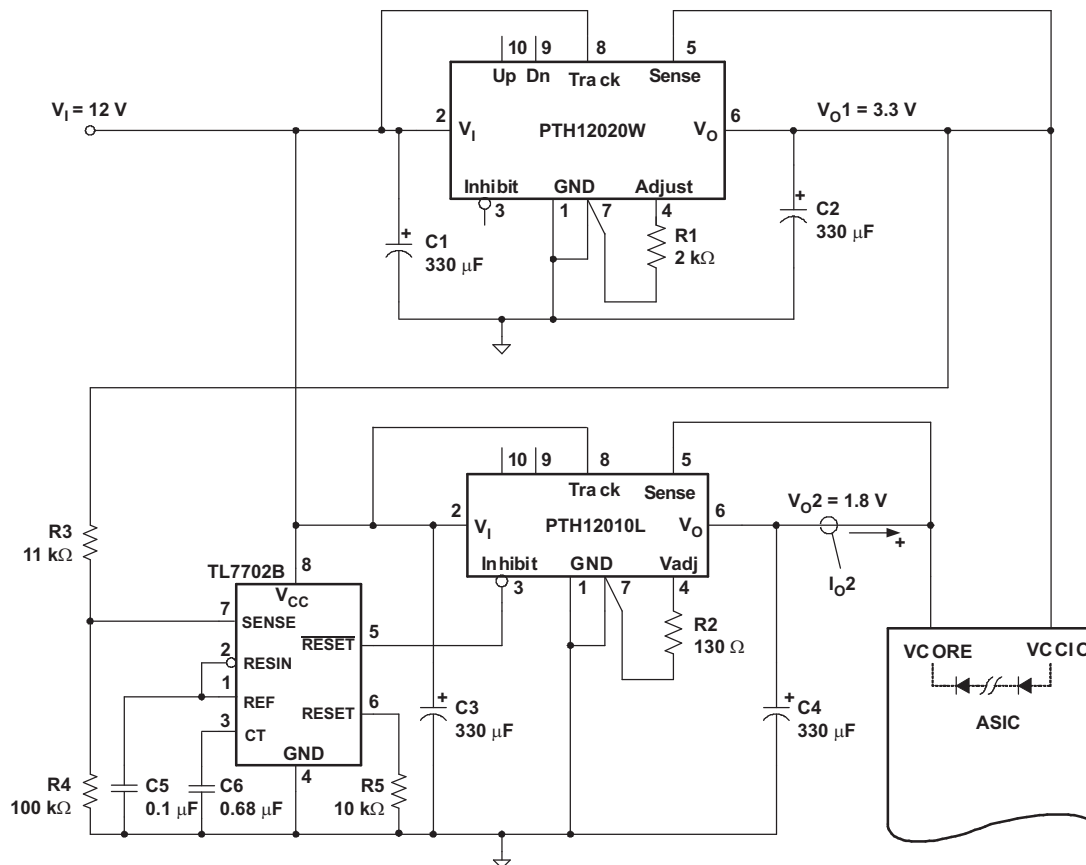 10 9 8 5
Up Dn Track Sense
V_I = 12 V
2 V_I PTH12020W V_O 6
V_O1 = 3.3 V
Inhibit GND Adjust
3 1 7 4
+ C1
330 μF
R1
2 kΩ
+ C2
330 μF
10 9 8 5
Track Sense
2 V_I PTH12010L V_O 6
V_O2 = 1.8 V
+
I_O2
Inhibit GND Vadj
3 1 7 4
R2
130 Ω
R3
11 kΩ
TL7702B
8
V_CC
7 SENSE
RESET 5
2 RESIN
1 REF
RESET 6
3 CT
GND
4
+ C3
330 μF
+ C4
330 μF
R4
100 kΩ
C5
0.1 μF
C6
0.68 μF
R5
10 kΩ
VCORE VCCIO
ASIC